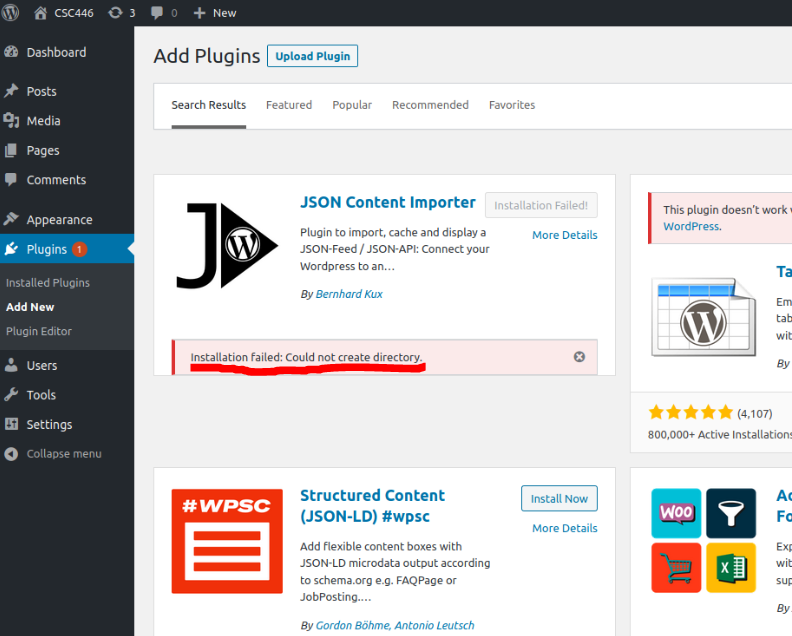 CSC446 3 0 New
Dashboard
Posts
Media
Pages
Comments
Appearance
Plugins 1
Installed Plugins
Add New
Plugin Editor
Users
Tools
Settings
Collapse menu
Add Plugins Upload Plugin
Search Results Featured Popular Recommended Favorites
JSON Content Importer
Installation Failed!
More Details
Plugin to import, cache and display a
JSON-Feed / JSON-API: Connect your
Wordpress to an…
By Bernhard Kux
Installation failed: Could not create directory.
This plugin doesn't work
WordPress.
Ta
Em
tab
wit
By
(4,107)
800,000+ Active Installations
#WPSC
Structured Content
(JSON-LD) #wpsc
Install Now
More Details
Add flexible content boxes with
JSON-LD microdata output according
to schema.org e.g. FAQPage or
JobPosting.…
By Gordon Böhme, Antonio Leutsch
WOO
X
Fo
Exp
wit
sup
By